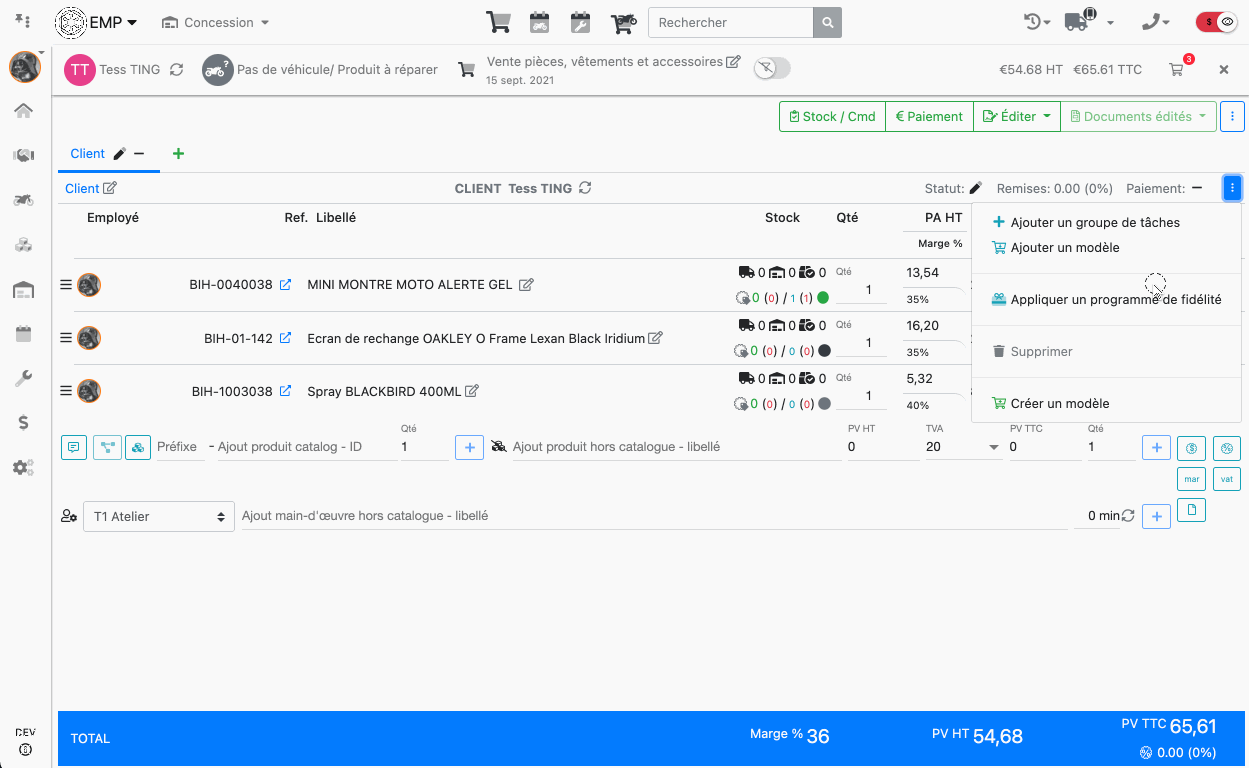 EMP
Concession
Rechercher
$
TT Tess TING
? Pas de véhicule/ Produit à réparer
Vente pièces, vêtements et accessoires
15 sept. 2021
€54.68 HT €65.61 TTC
3
Stock / Cmd
€ Paiement
Éditer
Documents édités
Client
Client
CLIENT Tess TING
Statut:
Remises: 0.00 (0%)
Paiement:
Employé Ref. Libellé Stock Qté PA HT
Marge %
Ajouter un groupe de tâches
Ajouter un modèle
Appliquer un programme de fidélité
Supprimer
Créer un modèle
BIH-0040038 MINI MONTRE MOTO ALERTE GEL
0 0 0 Qté 13,54
0 (0) / 1 (1) 1 35%
BIH-01-142 Ecran de rechange OAKLEY O Frame Lexan Black Iridium
0 0 0 Qté 16,20
0 (0) / 0 (0) 1 35%
BIH-1003038 Spray BLACKBIRD 400ML
0 0 0 Qté 5,32
0 (0) / 0 (0) 1 40%
Qté PV HT TVA PV TTC Qté
Préfixe - Ajout produit catalog - ID 1 + Ajout produit hors catalogue - libellé 0 20 0 1 +
mar vat
T1 Atelier Ajout main-d'œuvre hors catalogue - libellé 0 min +
DEV
TOTAL
Marge % 36
PV HT 54,68
PV TTC 65,61
0.00 (0%)